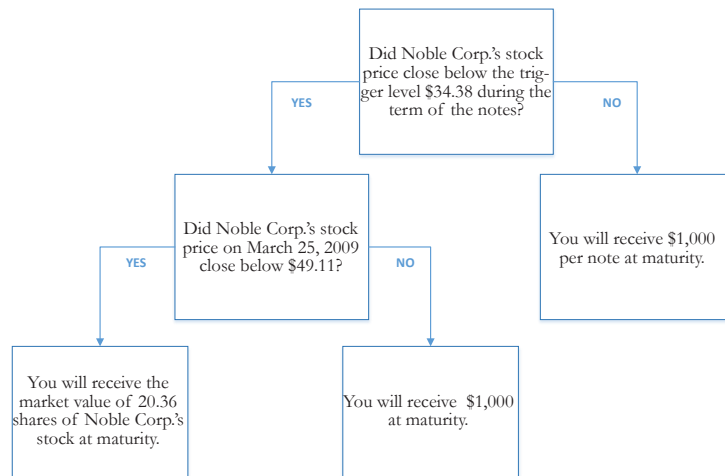 Did Noble Corp.'s stock
price close below the trig-
ger level $34.38 during the
term of the notes?
YES
NO
Did Noble Corp.'s stock
price on March 25, 2009
close below $49.11?
You will receive $1,000
per note at maturity.
YES
NO
You will receive the
market value of 20.36
shares of Noble Corp.'s
stock at maturity.
You will receive $1,000
at maturity.